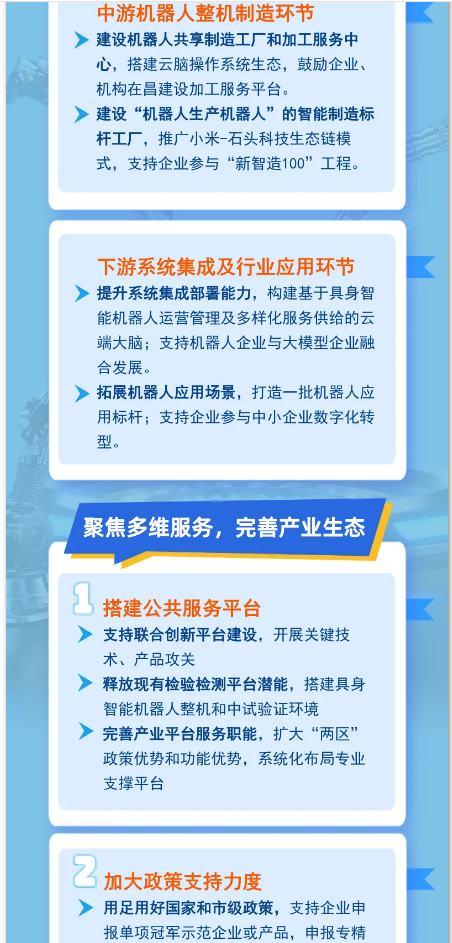 中游机器人整机制造环节
建设机器人共享制造工厂和加工服务中
心，搭建云脑操作系统生态，鼓励企业、
机构在昌建设加工服务平台。
建设“机器人生产机器人”的智能制造标
杆工厂，推广小米-石头科技生态链模
式，支持企业参与“新智造100”工程。
下游系统集成及行业应用环节
提升系统集成部署能力，构建基于具身智
能机器人运营管理及多样化服务供给的云
端大脑；支持机器人企业与大模型企业融
合发展。
拓展机器人应用场景，打造一批机器人应
用标杆；支持企业参与中小企业数字化转
型。
聚焦多维服务，完善产业生态
1 搭建公共服务平台
支持联合创新平台建设，开展关键技
术、产品攻关
释放现有检验检测平台潜能，搭建具身
智能机器人整机和中试验证环境
完善产业平台服务职能，扩大“两区”
政策优势和功能优势，系统化布局专业
支撑平台
2 加大政策支持力度
用足用好国家和市级政策，支持企业申
报单项冠军示范企业或产品，申报专精